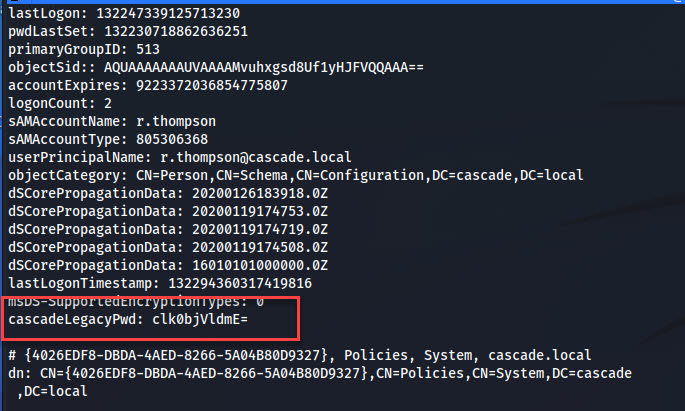 lastLogon: 132247339125713230
pwdLastSet: 132230718862636251
primaryGroupID: 513
objectSid:: AQUAAAAAAAUVAAAAMvuhxgsd8Uf1yHJFVQQAAA==
accountExpires: 9223372036854775807
logonCount: 2
sAMAccountName: r.thompson
sAMAccountType: 805306368
userPrincipalName: r.thompson@cascade.local
objectCategory: CN=Person,CN=Schema,CN=Configuration,DC=cascade,DC=local
dSCorePropagationData: 20200126183918.0Z
dSCorePropagationData: 20200119174753.0Z
dSCorePropagationData: 20200119174719.0Z
dSCorePropagationData: 20200119174508.0Z
dSCorePropagationData: 16010101000000.0Z
lastLogonTimestamp: 132294360317419816
msDS-SupportedEncryptionTypes: 0
cascadeLegacyPwd: clk0bjVldmE=
# {4026EDF8-DBDA-4AED-8266-5A04B80D9327}, Policies, System, cascade.local
dn: CN={4026EDF8-DBDA-4AED-8266-5A04B80D9327},CN=Policies,CN=System,DC=cascade
,DC=local